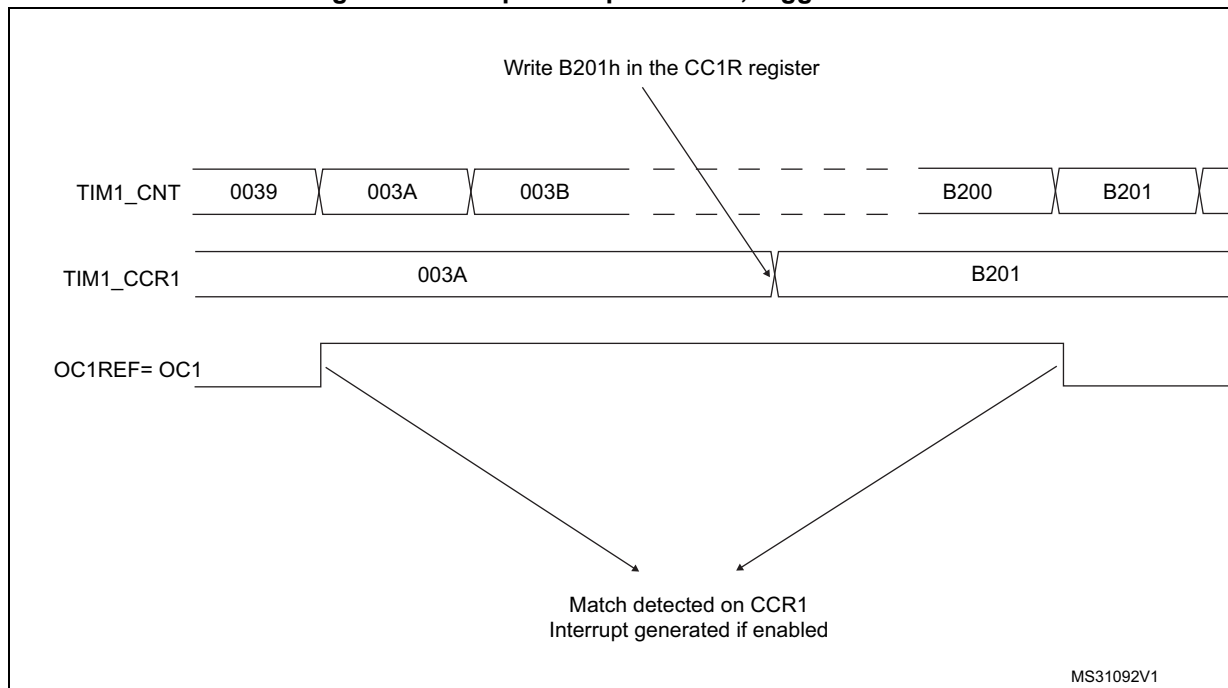 Write B201h in the CC1R register
TIM1_CNT 0039 003A 003B B200 B201
TIM1_CCR1 003A B201
OC1REF= OC1
Match detected on CCR1
Interrupt generated if enabled
MS31092V1